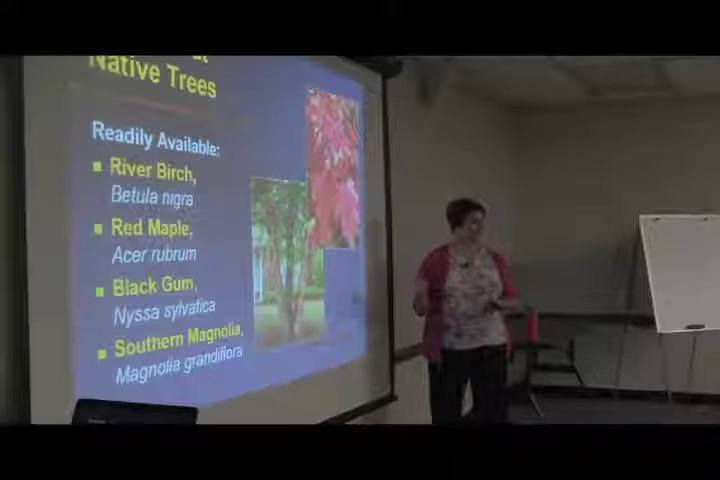 Native Trees
Readily Available:
River Birch,
Betula nigra
Red Maple,
Acer rubrum
Black Gum,
Nyssa sylvatica
Southern Magnolia,
Magnolia grandiflora